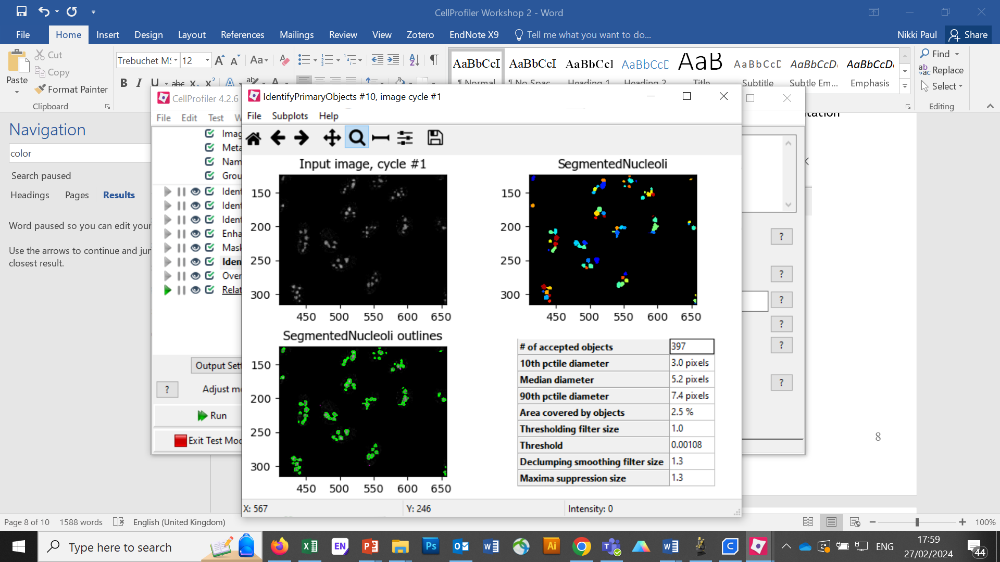 CellProfiler Workshop 2 - Word
File Home Insert Design Layout References Mailings Review View Zotero EndNote X9 Tell me what you want to do... Nikki Paul Share
Paste Cut
Copy
Format Painter
Clipboard
Trebuchet MS 12
AaBbCcI AaBbCcI AaBbCcI AaBbCcD AaB AaBbCcD AaBbCcDi AaBbCcDc
¶ Normal ¶ No Spac... Heading 1 Heading 2 Title Subtitle Subtle Em... Emphasis
Find
Replace
Select
Editing
Navigation
color
Search paused
Headings Pages Results
Word paused so you can edit your
Use the arrows to continue and jun
closest result.
CellProfiler 4.2.6
File Edit Test W
Imag
Meta
Nam
Grou
Ident
Ident
Ident
Enha
Mask
Iden
Over
Relat
Output Sett
? Adjust mo
Run
Exit Test Mod
IdentifyPrimaryObjects #10, image cycle #1
File Subplots Help
Input image, cycle #1
150
200
250
300
450 500 550 600 650
SegmentedNucleoli
150
200
250
300
450 500 550 600 650
SegmentedNucleoli outlines
150
200
250
300
450 500 550 600 650
# of accepted objects 397
10th pctile diameter 3.0 pixels
Median diameter 5.2 pixels
90th pctile diameter 7.4 pixels
Area covered by objects 2.5 %
Thresholding filter size 1.0
Threshold 0.00108
Declumping smoothing filter size 1.3
Maxima suppression size 1.3
X: 567 Y: 246 Intensity: 0
?
?
?
?
?
?
8
Page 8 of 10 1588 words English (United Kingdom) 100%
Type here to search
ENG
17:59
27/02/2024
44